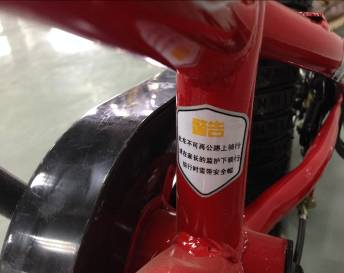 警告
此车不可再公路上骑行
请在家长的监护下骑行
骑行时需带安全帽